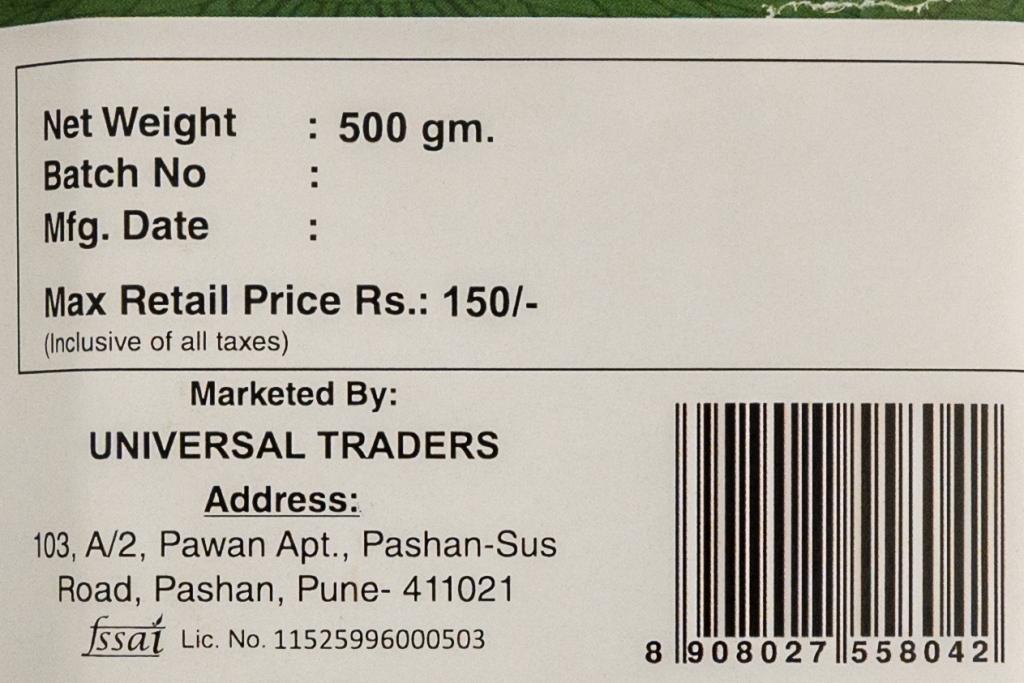 Net Weight : 500 gm.
Batch No :
Mfg. Date :
Max Retail Price Rs.: 150/-
(Inclusive of all taxes)
Marketed By:
UNIVERSAL TRADERS
Address:
103, A/2, Pawan Apt., Pashan-Sus
Road, Pashan, Pune- 411021
fssai Lic. No. 11525996000503
8 908027 558042